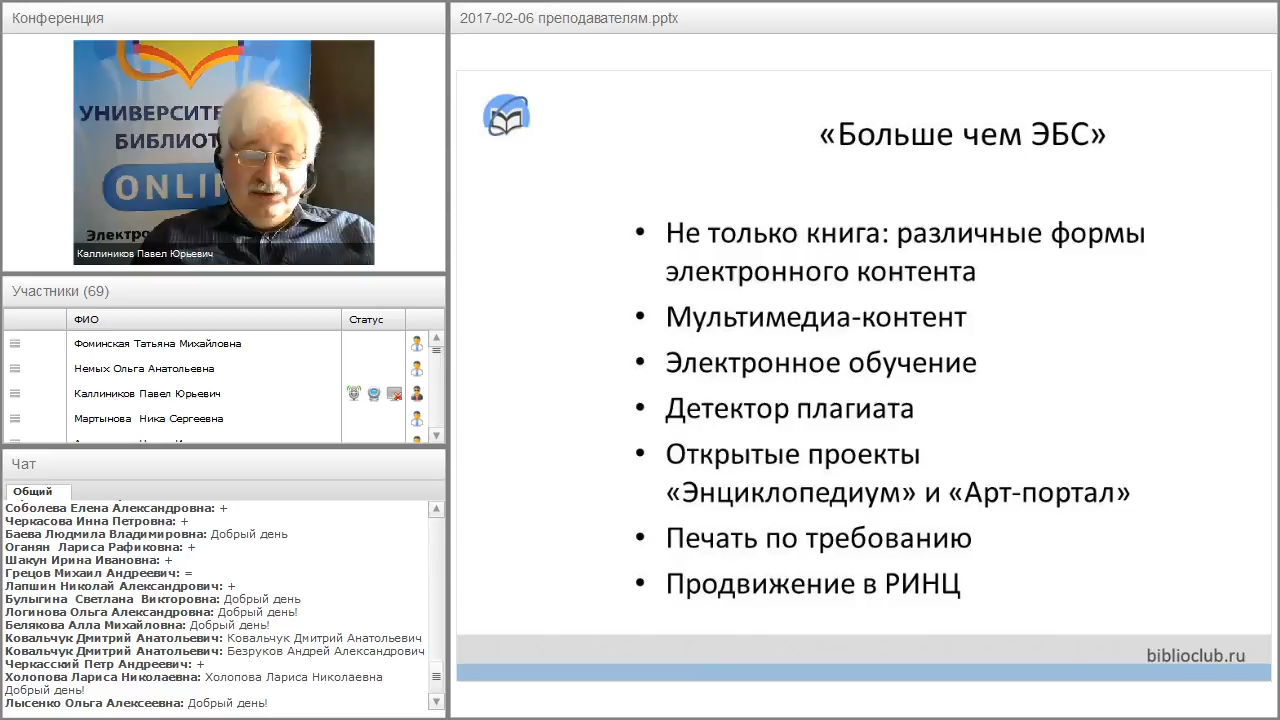 Конференция
УНИВЕРСИТЕ
БИБЛИОТ
ONLIN
Электро
Каллиников Павел Юрьевич
Участники (69)
ФИО
Статус
Фоминская Татьяна Михайловна
Немых Ольга Анатольевна
Каллиников Павел Юрьевич
Мартынова Ника Сергеевна
Чат
Общий
Соболева Елена Александровна: +
Черкасова Инна Петровна: +
Баева Людмила Владимировна: Добрый день
Оганян Лариса Рафиковна: +
Шакун Ирина Ивановна: +
Грецов Михаил Андреевич: =
Лапшин Николай Александрович: +
Булыгина Светлана Викторовна: Добрый день
Логинова Ольга Александровна: Добрый день!
Белякова Алла Михайловна: Добрый день!
Ковальчук Дмитрий Анатольевич: Ковальчук Дмитрий Анатольевич
Ковальчук Дмитрий Анатольевич: Безруков Андрей Александрович
Черкасский Петр Андреевич: +
Холопова Лариса Николаевна: Холопова Лариса Николаевна
Добрый день!
Лысенко Ольга Алексеевна: Добрый день!
2017-02-06 преподавателям.pptx
«Больше чем ЭБС»
• Не только книга: различные формы
электронного контента
• Мультимедиа-контент
• Электронное обучение
• Детектор плагиата
• Открытые проекты
«Энциклопедиум» и «Арт-портал»
• Печать по требованию
• Продвижение в РИНЦ
biblioclub.ru